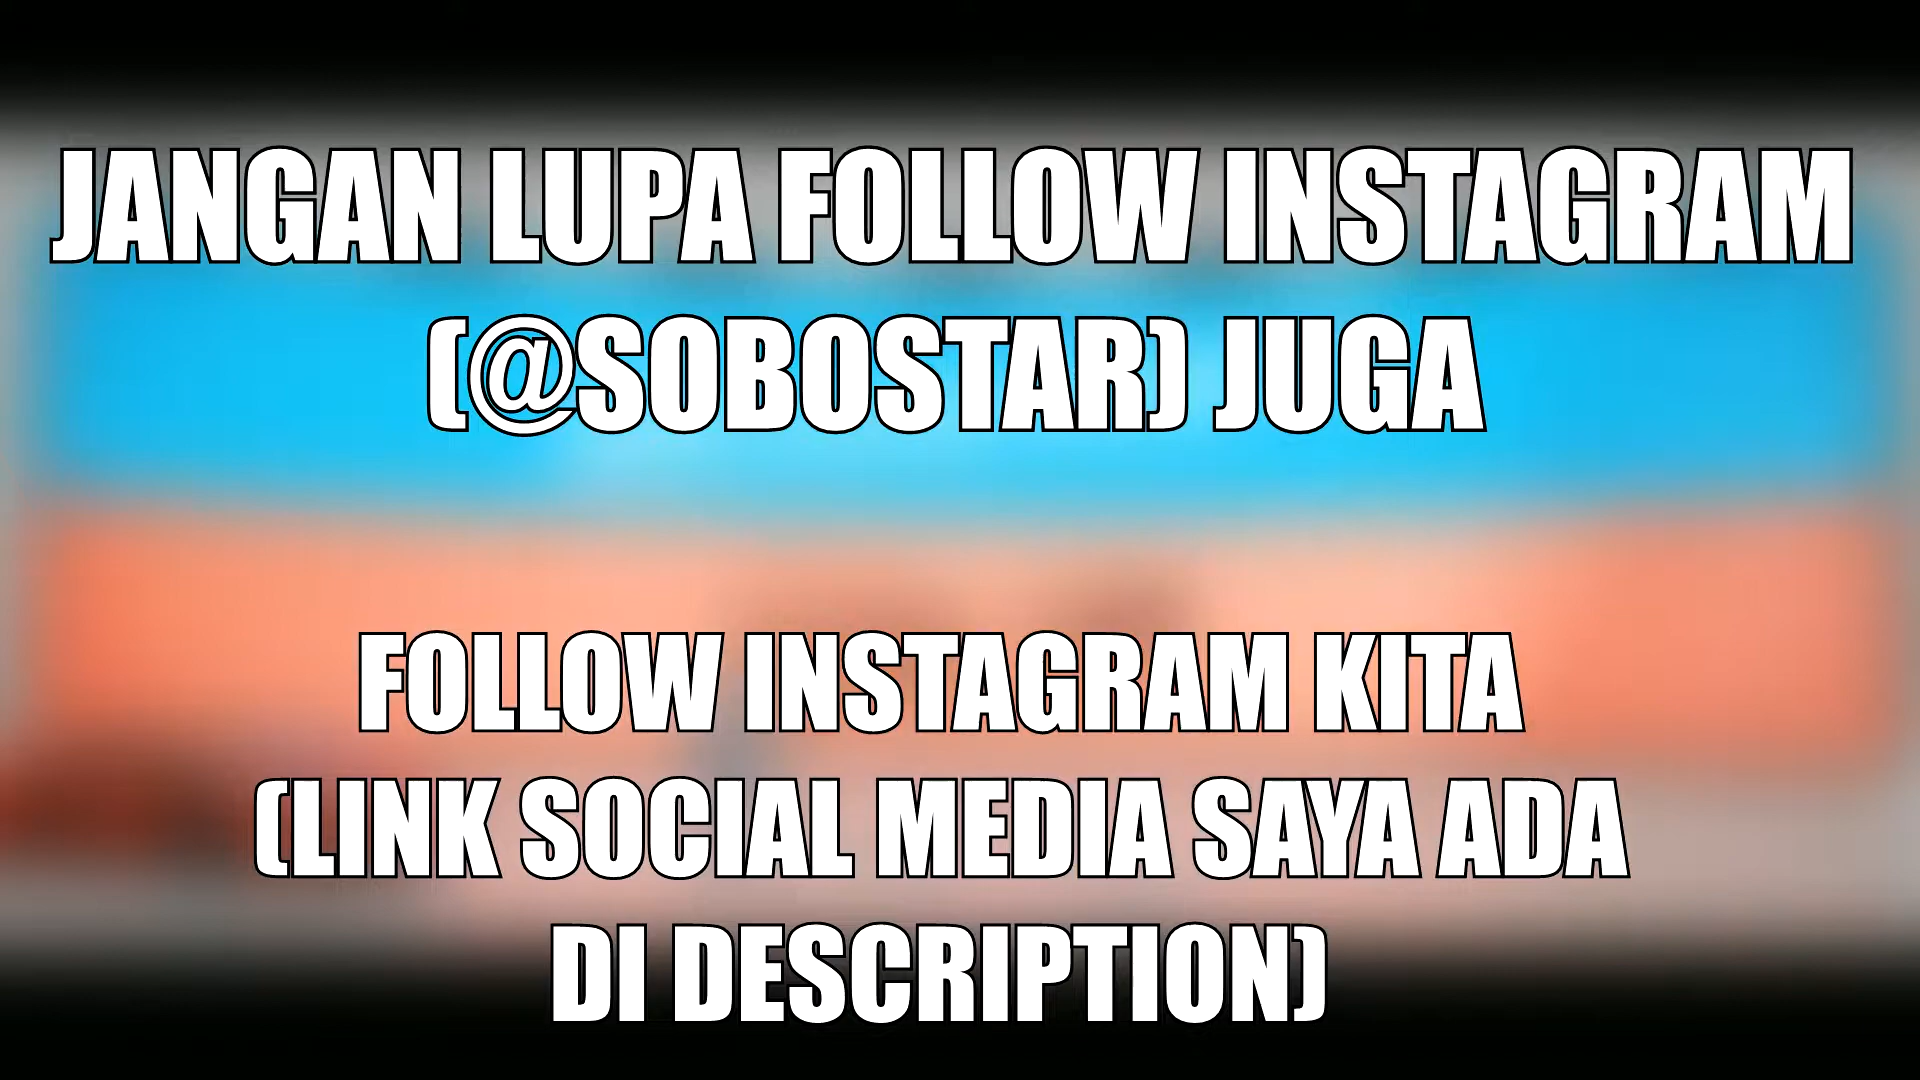 JANGAN LUPA FOLLOW INSTAGRAM
(@SOBOSTAR) JUGA
FOLLOW INSTAGRAM KITA
(LINK SOCIAL MEDIA SAYA ADA
DI DESCRIPTION)